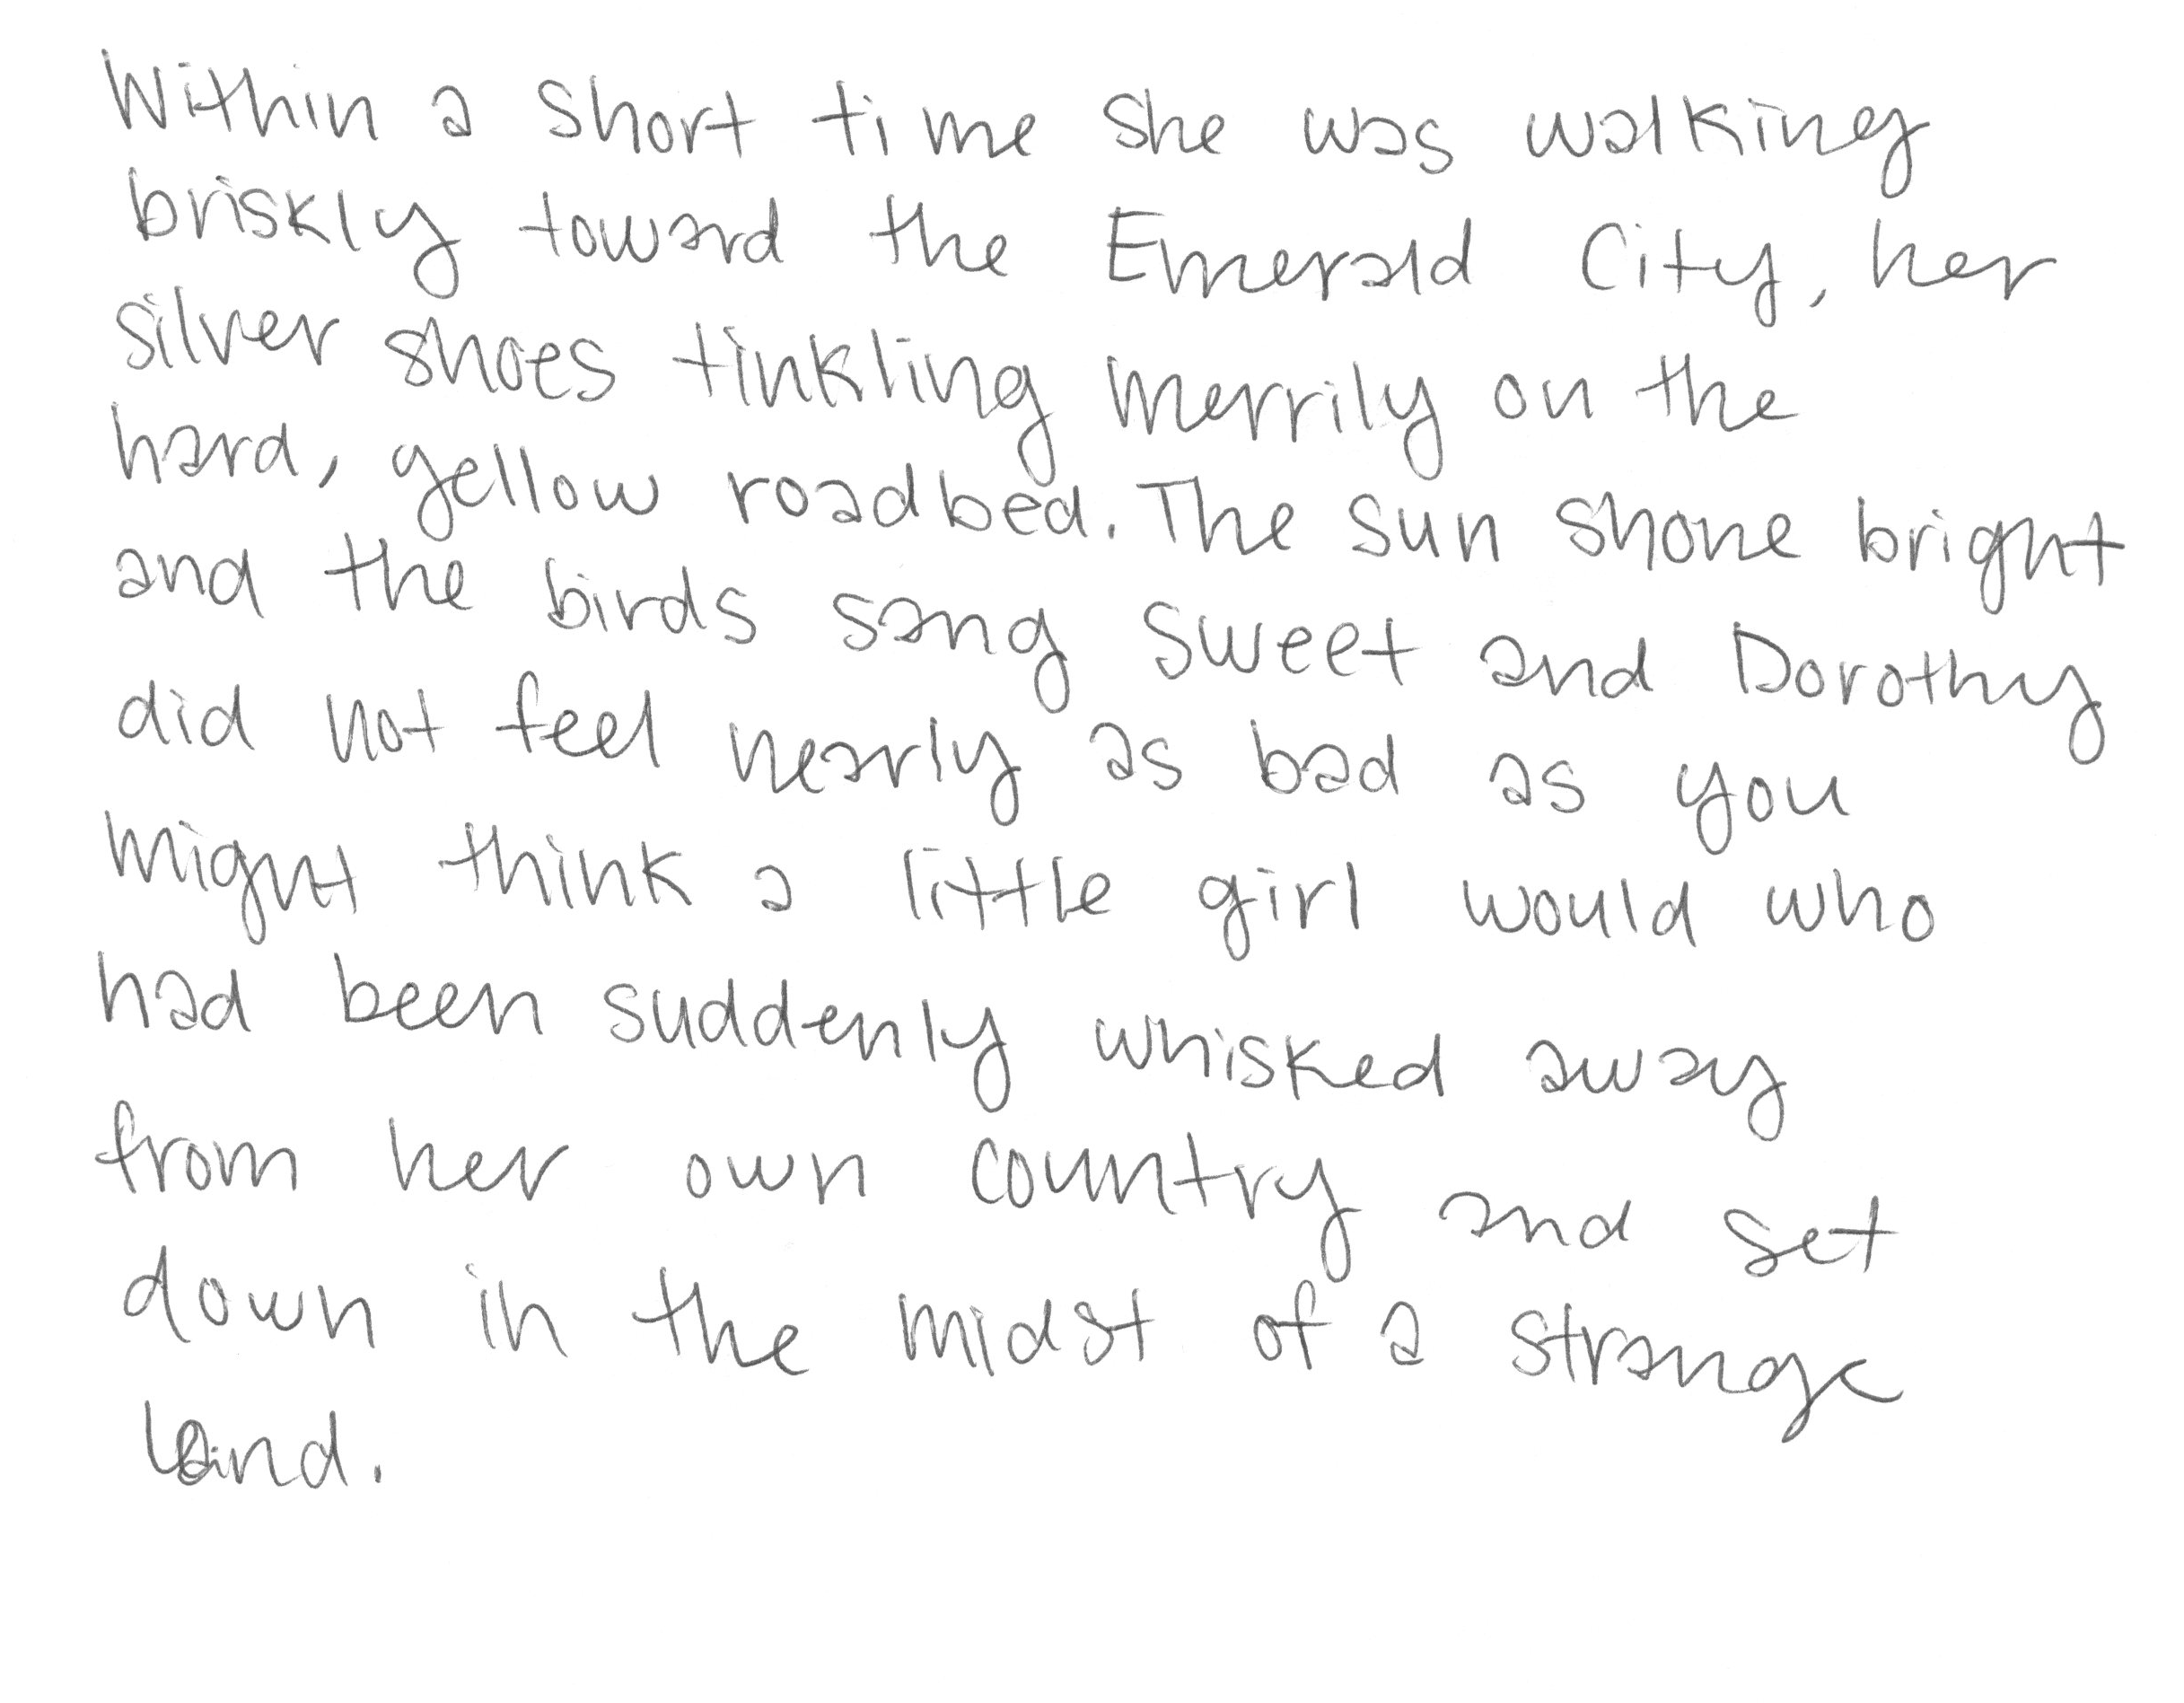 Within a short time she was walking
briskly toward the Emerald City, her
silver shoes tinkling merrily on the
hard, yellow roadbed. The sun shone bright
and the birds sang sweet and Dorothy
did not feel nearly as bad as you
might think a little girl would who
had been suddenly whisked away
from her own country and set
down in the midst of a strange
land.